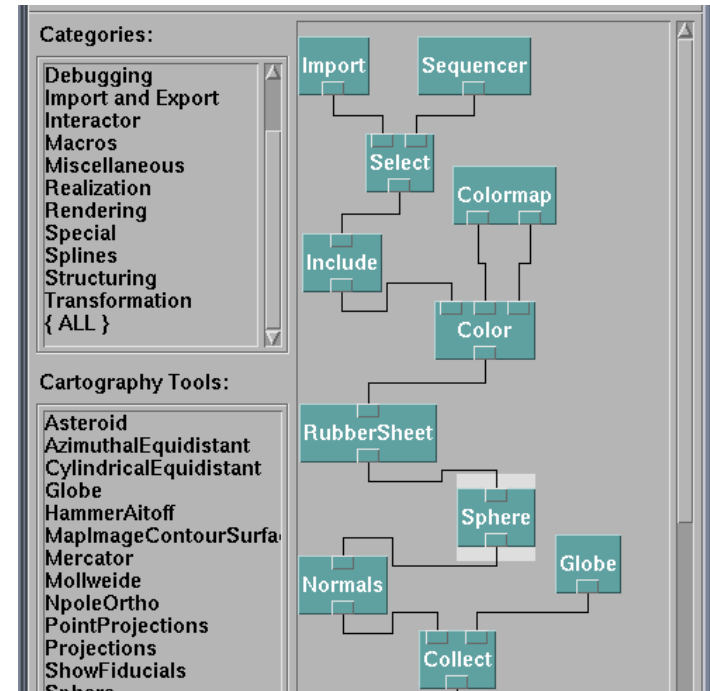 Categories:
Debugging
Import and Export
Interactor
Macros
Miscellaneous
Realization
Rendering
Special
Splines
Structuring
Transformation
{ ALL }
Cartography Tools:
Asteroid
AzimuthalEquidistant
CylindricalEquidistant
Globe
HammerAitoff
MapImageContourSurfa
Mercator
Mollweide
NpoleOrtho
PointProjections
Projections
ShowFiducials
Sphere
Import
Sequencer
Select
Colormap
Include
Color
RubberSheet
Sphere
Globe
Normals
Collect